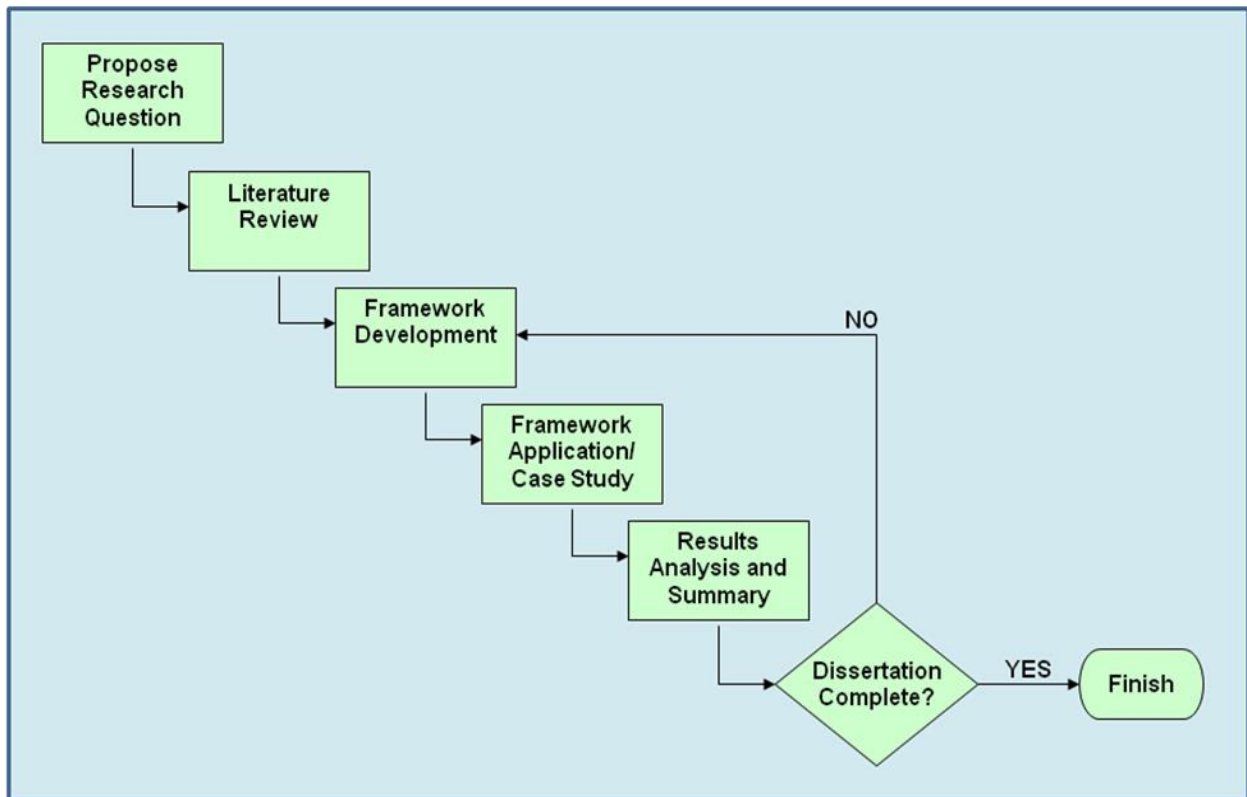 Propose
Research
Question
Literature
Review
Framework
Development
NO
Framework
Application/
Case Study
Results
Analysis and
Summary
Dissertation
Complete?
YES
Finish